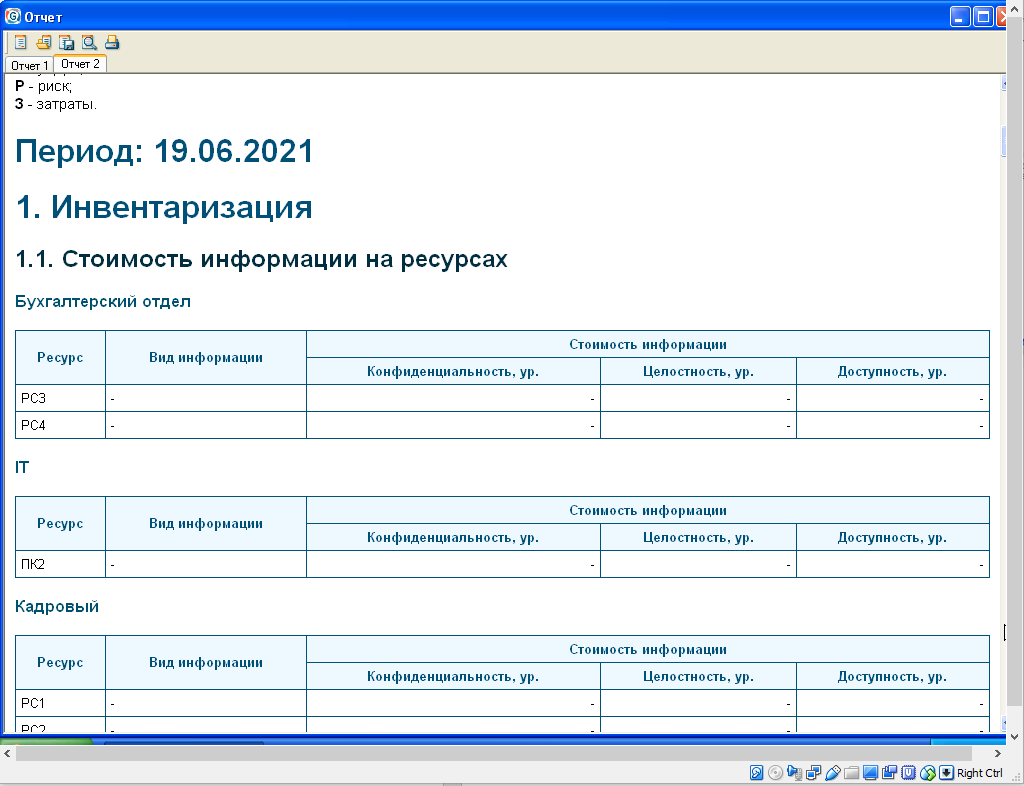 Отчет
Отчет 1
Отчет 2
Р - риск;
З - затраты.
Период: 19.06.2021
1. Инвентаризация
1.1. Стоимость информации на ресурсах
Бухгалтерский отдел
Ресурс Вид информации Стоимость информации
Конфиденциальность, ур. Целостность, ур. Доступность, ур.
РС3 - - - -
РС4 - - - -
IT
Ресурс Вид информации Стоимость информации
Конфиденциальность, ур. Целостность, ур. Доступность, ур.
ПК2 - - - -
Кадровый
Ресурс Вид информации Стоимость информации
Конфиденциальность, ур. Целостность, ур. Доступность, ур.
РС1 - - - -
РС2 - - - -
Right Ctrl